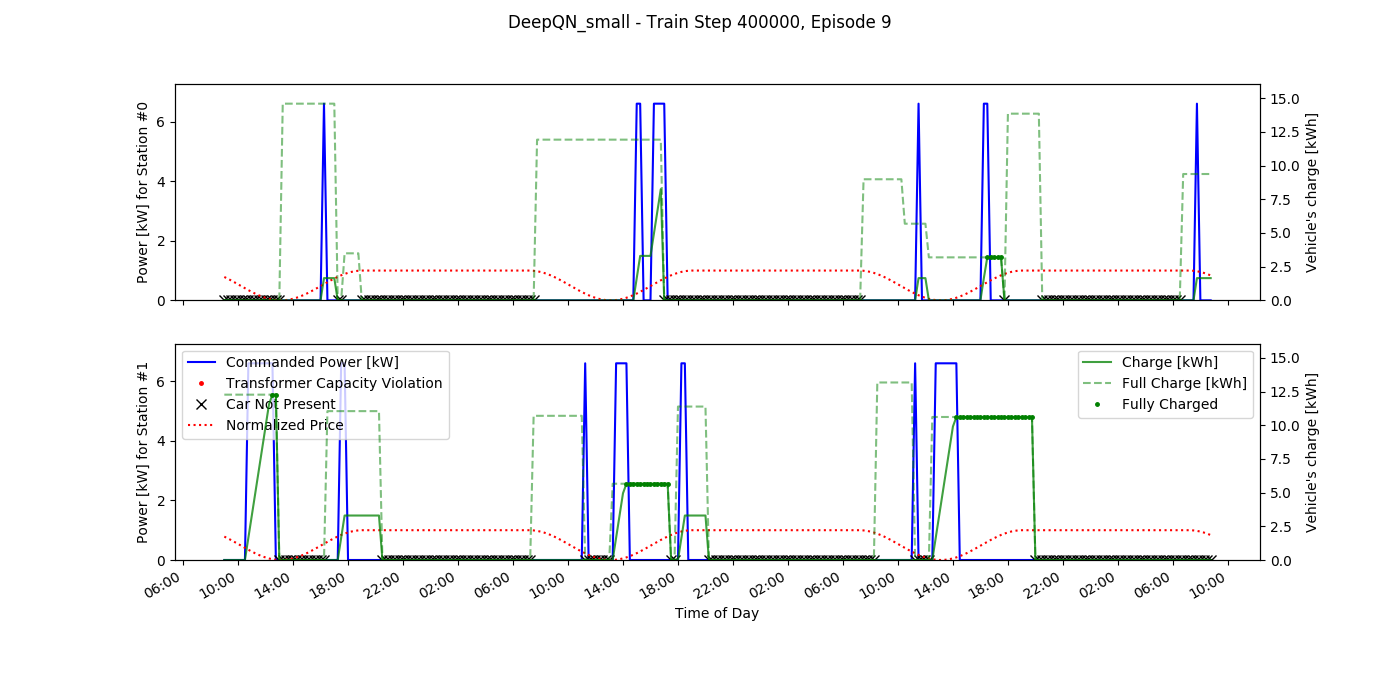 DeepQN_small - Train Step 400000, Episode 9
Power [kW] for Station #0
0
2
4
6
0.0
2.5
5.0
7.5
10.0
12.5
15.0
Vehicle's charge [kWh]
Power [kW] for Station #1
0
2
4
6
Commanded Power [kW]
Transformer Capacity Violation
Car Not Present
Normalized Price
Charge [kWh]
Full Charge [kWh]
Fully Charged
0.0
2.5
5.0
7.5
10.0
12.5
15.0
Vehicle's charge [kWh]
06:00 10:00 14:00 18:00 22:00 02:00 06:00 10:00 14:00 18:00 22:00 02:00 06:00 10:00 14:00 18:00 22:00 02:00 06:00 10:00
Time of Day